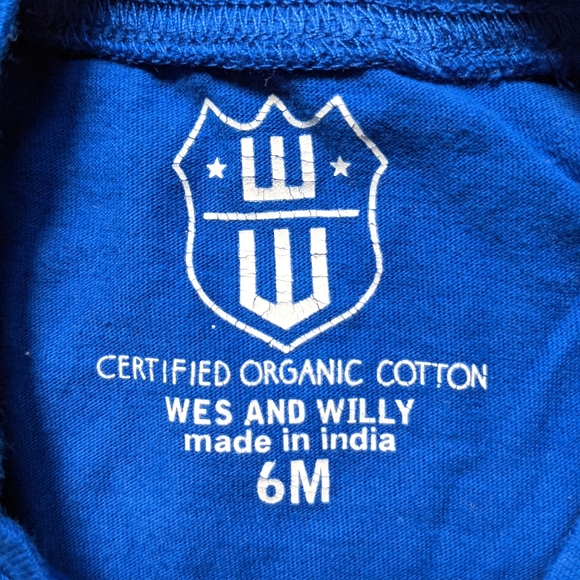 W
W
CERTIFIED ORGANIC COTTON
WES AND WILLY
made in india
6M